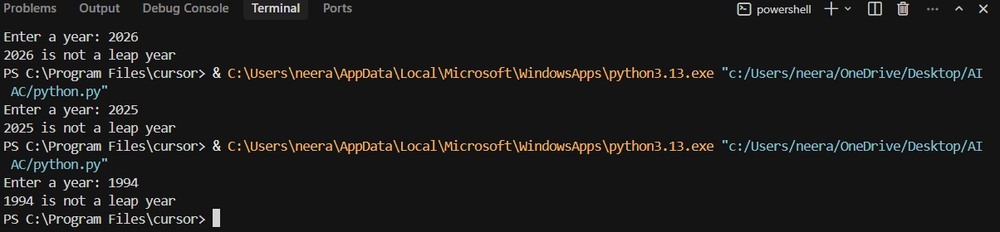 Problems Output Debug Console Terminal Ports powershell
Enter a year: 2026
2026 is not a leap year
PS C:\Program Files\cursor> & C:\Users\neera\AppData\Local\Microsoft\WindowsApps\python3.13.exe "c:/Users/neera/OneDrive/Desktop/AI
AC/python.py"
Enter a year: 2025
2025 is not a leap year
PS C:\Program Files\cursor> & C:\Users\neera\AppData\Local\Microsoft\WindowsApps\python3.13.exe "c:/Users/neera/OneDrive/Desktop/AI
AC/python.py"
Enter a year: 1994
1994 is not a leap year
PS C:\Program Files\cursor>